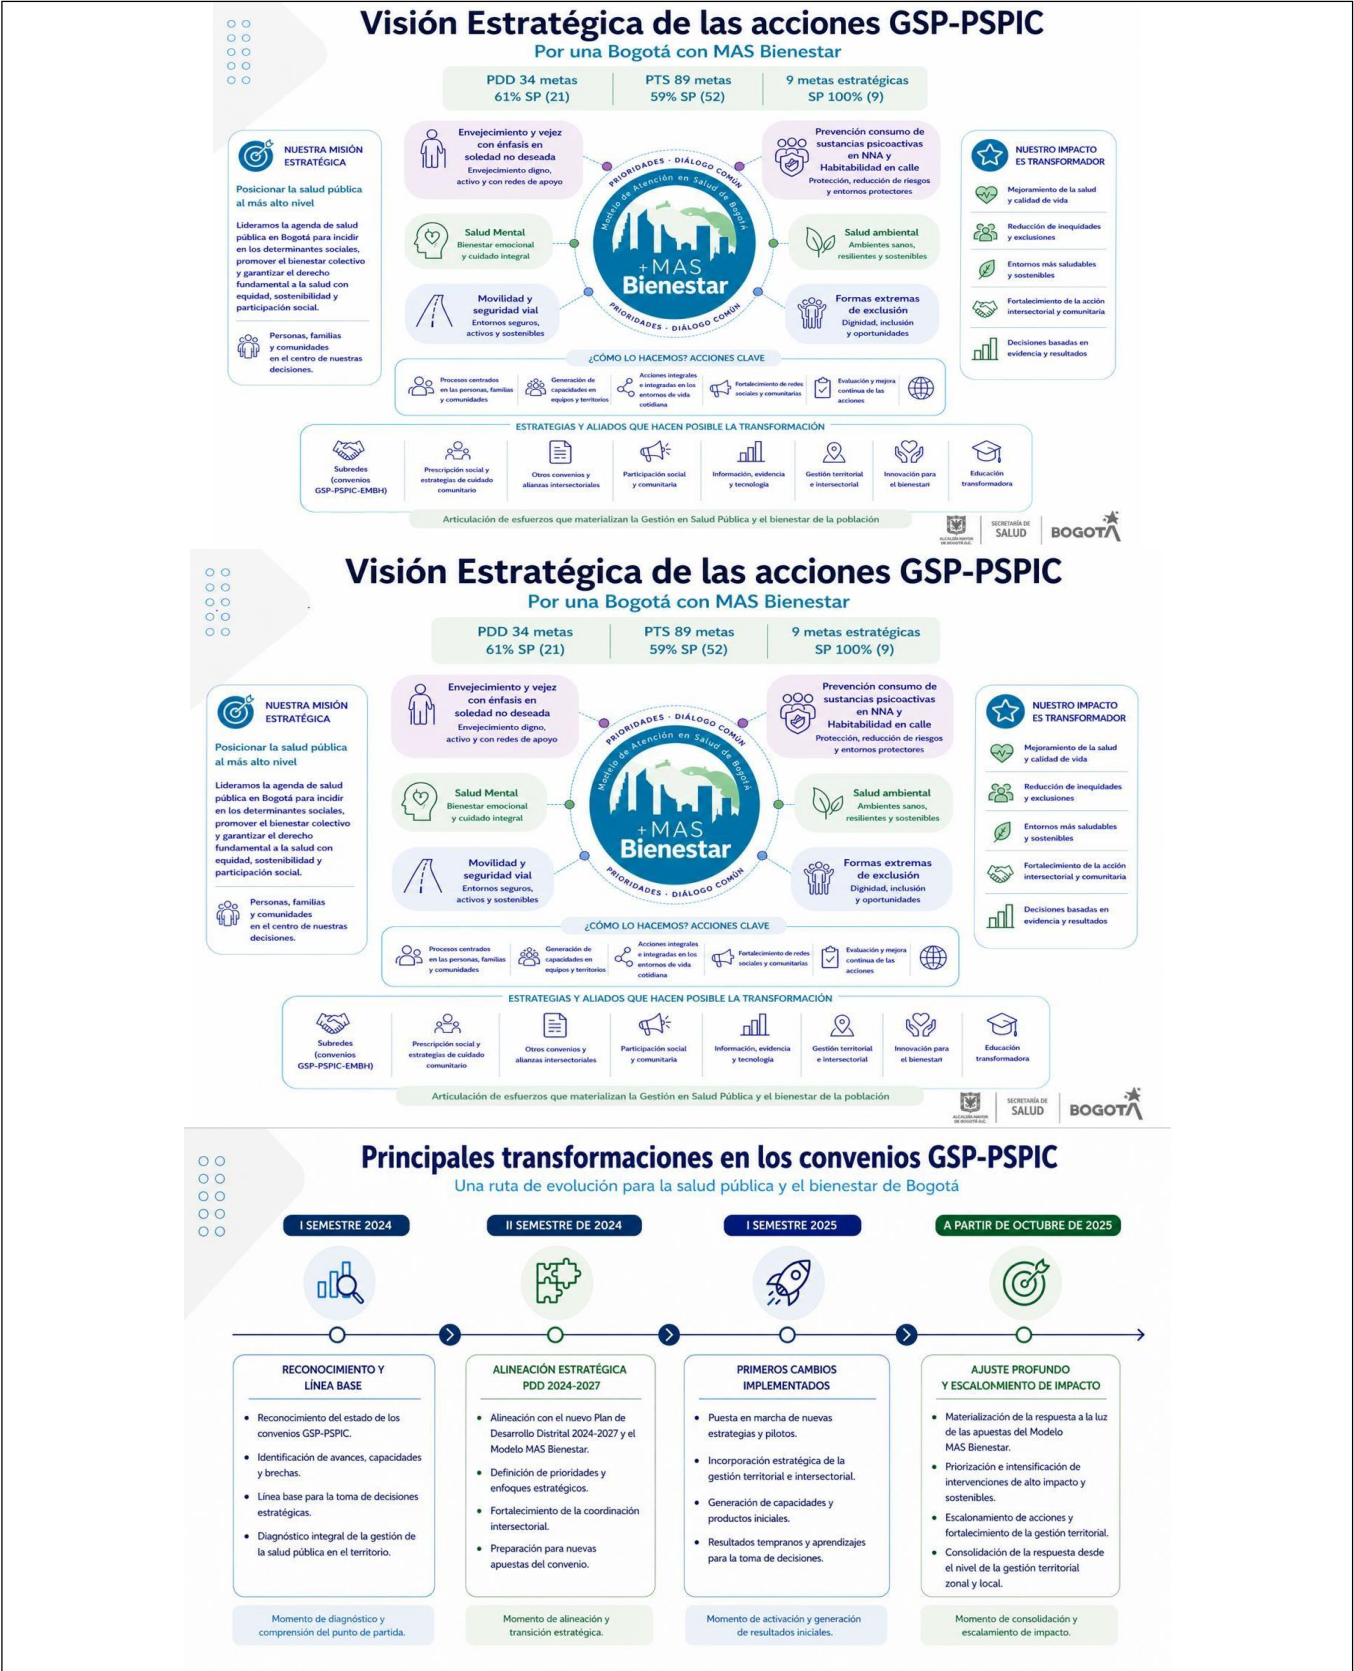 Visión Estratégica de las acciones GSP-PSPIC
Por una Bogotá con MAS Bienestar
PDD 34 metas
61% SP (21)
PTS 89 metas
59% SP (52)
9 metas estratégicas
SP 100% (9)
NUESTRA MISIÓN
ESTRATÉGICA
Posicionar la salud pública
al más alto nivel
Lideramos la agenda de salud
pública en Bogotá para incidir
en los determinantes sociales,
promover el bienestar colectivo
y garantizar el derecho
fundamental a la salud con
equidad, sostenibilidad y
participación social.
Personas, familias
y comunidades
en el centro de nuestras
decisiones.
Envejecimiento y vejez
con énfasis en
soledad no deseada
Envejecimiento digno,
activo y con redes de apoyo
Salud Mental
Bienestar emocional
y cuidado integral
Movilidad y
seguridad vial
Entornos seguros,
activos y sostenibles
PRIORIDADES - DIÁLOGO COMÚN
Modelo de Atención en Salud de Bogotá
+MAS
Bienestar
PRIORIDADES - DIÁLOGO COMÚN
Prevención consumo de
sustancias psicoactivas
en NNA y
Habitabilidad en calle
Protección, reducción de riesgos
y entornos protectores
Salud ambiental
Ambientes sanos,
resilientes y sostenibles
Formas extremas
de exclusión
Dignidad, inclusión
y oportunidades
NUESTRO IMPACTO
ES TRANSFORMADOR
Mejoramiento de la salud
y calidad de vida
Reducción de inequidades
y exclusiones
Entornos más saludables
y sostenibles
Fortalecimiento de la acción
intersectorial y comunitaria
Decisiones basadas en
evidencia y resultados
¿CÓMO LO HACEMOS? ACCIONES CLAVE
Procesos centrados
en las personas, familias
y comunidades
Generación de
capacidades en
equipos y territorios
Acciones integrales
e integradas en los
entornos de vida
cotidiana
Fortalecimiento de redes
sociales y comunitarias
Evaluación y mejora
continua de las
acciones
ESTRATEGIAS Y ALIADOS QUE HACEN POSIBLE LA TRANSFORMACIÓN
Subredes
(convenios
GSP-PSPIC-EMBH)
Prescripción social y
estrategias de cuidado
comunitario
Otros convenios y
alianzas intersectoriales
Participación social
y comunitaria
Información, evidencia
y tecnología
Gestión territorial
e intersectorial
Innovación para
el bienestarı
Educación
transformadora
Articulación de esfuerzos que materializan la Gestión en Salud Pública y el bienestar de la población
ALCALDÍA MAYOR
DE BOGOTÁ D.C.
SECRETARÍA DE
SALUD
BOGOTÁ
Visión Estratégica de las acciones GSP-PSPIC
Por una Bogotá con MAS Bienestar
PDD 34 metas
61% SP (21)
PTS 89 metas
59% SP (52)
9 metas estratégicas
SP 100% (9)
NUESTRA MISIÓN
ESTRATÉGICA
Posicionar la salud pública
al más alto nivel
Lideramos la agenda de salud
pública en Bogotá para incidir
en los determinantes sociales,
promover el bienestar colectivo
y garantizar el derecho
fundamental a la salud con
equidad, sostenibilidad y
participación social.
Personas, familias
y comunidades
en el centro de nuestras
decisiones.
Envejecimiento y vejez
con énfasis en
soledad no deseada
Envejecimiento digno,
activo y con redes de apoyo
Salud Mental
Bienestar emocional
y cuidado integral
Movilidad y
seguridad vial
Entornos seguros,
activos y sostenibles
PRIORIDADES - DIÁLOGO COMÚN
Modelo de Atención en Salud de Bogotá
+MAS
Bienestar
PRIORIDADES - DIÁLOGO COMÚN
Prevención consumo de
sustancias psicoactivas
en NNA y
Habitabilidad en calle
Protección, reducción de riesgos
y entornos protectores
Salud ambiental
Ambientes sanos,
resilientes y sostenibles
Formas extremas
de exclusión
Dignidad, inclusión
y oportunidades
NUESTRO IMPACTO
ES TRANSFORMADOR
Mejoramiento de la salud
y calidad de vida
Reducción de inequidades
y exclusiones
Entornos más saludables
y sostenibles
Fortalecimiento de la acción
intersectorial y comunitaria
Decisiones basadas en
evidencia y resultados
¿CÓMO LO HACEMOS? ACCIONES CLAVE
Procesos centrados
en las personas, familias
y comunidades
Generación de
capacidades en
equipos y territorios
Acciones integrales
e integradas en los
entornos de vida
cotidiana
Fortalecimiento de redes
sociales y comunitarias
Evaluación y mejora
continua de las
acciones
ESTRATEGIAS Y ALIADOS QUE HACEN POSIBLE LA TRANSFORMACIÓN
Subredes
(convenios
GSP-PSPIC-EMBH)
Prescripción social y
estrategias de cuidado
comunitario
Otros convenios y
alianzas intersectoriales
Participación social
y comunitaria
Información, evidencia
y tecnología
Gestión territorial
e intersectorial
Innovación para
el bienestarı
Educación
transformadora
Articulación de esfuerzos que materializan la Gestión en Salud Pública y el bienestar de la población
ALCALDÍA MAYOR
DE BOGOTÁ D.C.
SECRETARÍA DE
SALUD
BOGOTÁ
Principales transformaciones en los convenios GSP-PSPIC
Una ruta de evolución para la salud pública y el bienestar de Bogotá
I SEMESTRE 2024
II SEMESTRE DE 2024
I SEMESTRE 2025
A PARTIR DE OCTUBRE DE 2025
RECONOCIMIENTO Y
LÍNEA BASE
• Reconocimiento del estado de los
convenios GSP-PSPIC.
• Identificación de avances, capacidades
y brechas.
• Línea base para la toma de decisiones
estratégicas.
• Diagnóstico integral de la gestión de
la salud pública en el territorio.
Momento de diagnóstico y
comprensión del punto de partida.
ALINEACIÓN ESTRATÉGICA
PDD 2024-2027
• Alineación con el nuevo Plan de
Desarrollo Distrital 2024-2027 y el
Modelo MAS Bienestar.
• Definición de prioridades y
enfoques estratégicos.
• Fortalecimiento de la coordinación
intersectorial.
• Preparación para nuevas
apuestas del convenio.
Momento de alineación y
transición estratégica.
PRIMEROS CAMBIOS
IMPLEMENTADOS
• Puesta en marcha de nuevas
estrategias y pilotos.
• Incorporación estratégica de la
gestión territorial e intersectorial.
• Generación de capacidades y
productos iniciales.
• Resultados tempranos y aprendizajes
para la toma de decisiones.
Momento de activación y generación
de resultados iniciales.
AJUSTE PROFUNDO
Y ESCALOMIENTO DE IMPACTO
• Materialización de la respuesta a la luz
de las apuestas del Modelo
MAS Bienestar.
• Priorización e intensificación de
intervenciones de alto impacto y
sostenibles.
• Escalonamiento de acciones y
fortalecimiento de la gestión territorial.
• Consolidación de la respuesta desde
el nivel de la gestión territorial
zonal y local.
Momento de consolidación y
escalamiento de impacto.